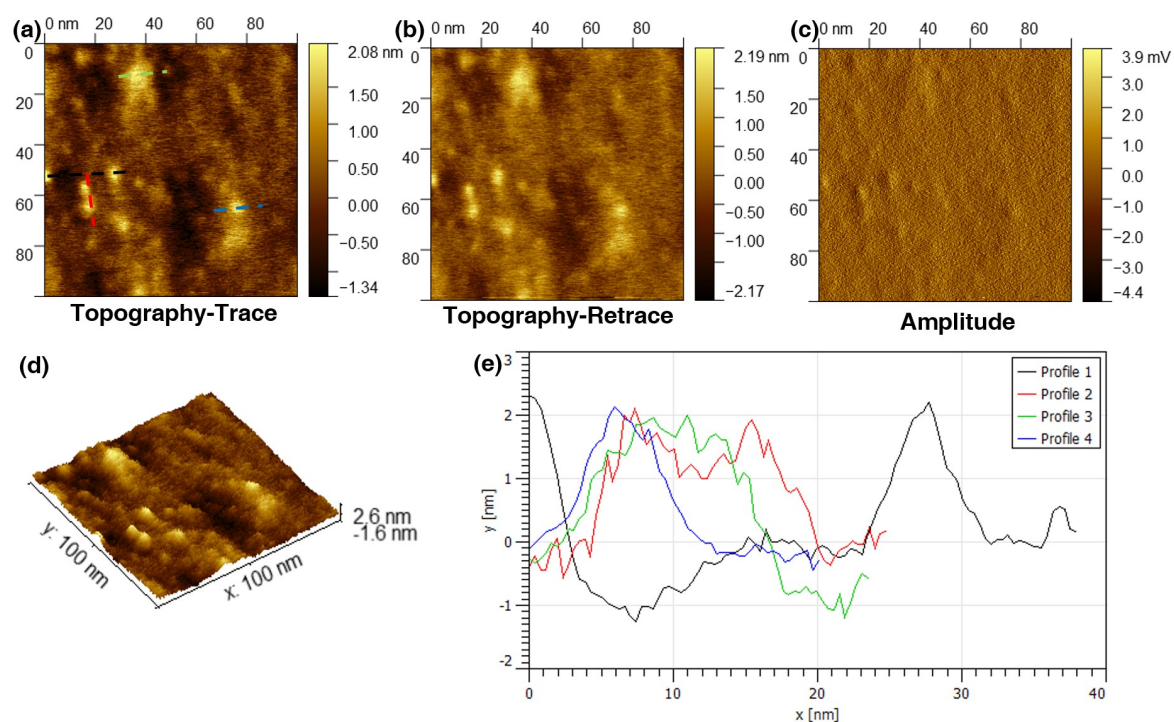 (a)
0 nm 20 40 60 80
0
20
40
60
80
2.08 nm
1.50
1.00
0.50
0.00
−0.50
−1.34
Topography-Trace
(b)
0 nm 20 40 60 80
0
20
40
60
80
2.19 nm
1.50
1.00
0.50
0.00
−0.50
−1.00
−2.17
Topography-Retrace
(c)
0 nm 20 40 60 80
0
20
40
60
80
3.9 mV
3.0
2.0
1.0
0.0
−1.0
−2.0
−3.0
−4.4
Amplitude
(d)
2.6 nm
-1.6 nm
y: 100 nm
x: 100 nm
(e)
3
2
1
0
-1
-2
y [nm]
Profile 1
Profile 2
Profile 3
Profile 4
0 10 20 30 40
x [nm]